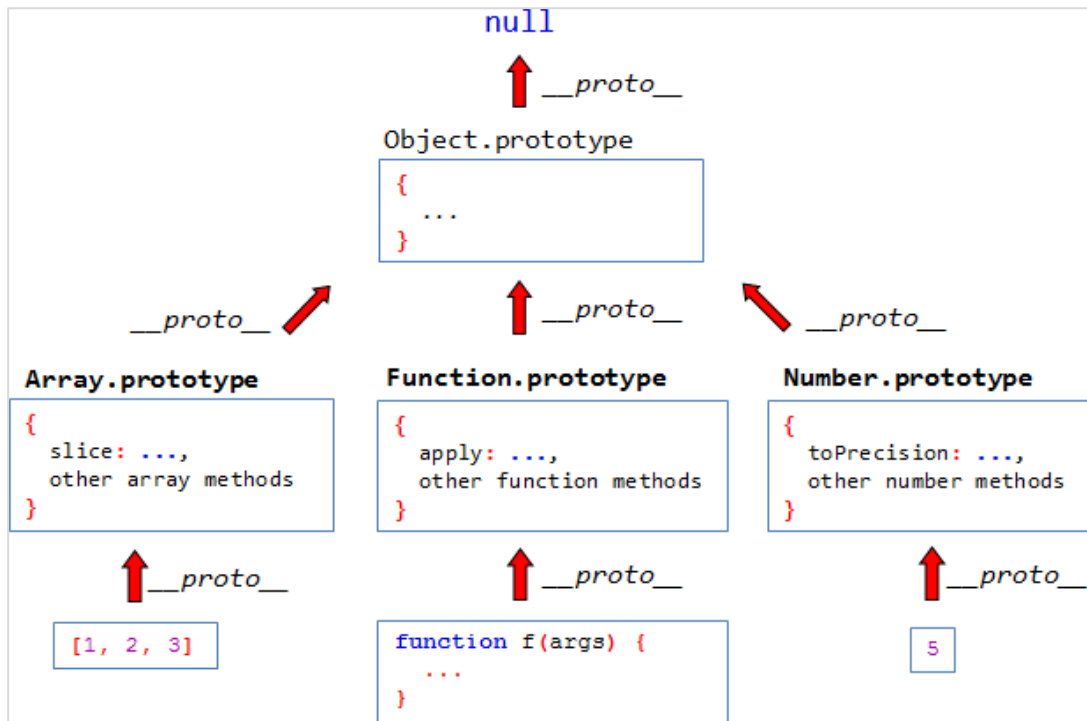 null
__proto__
Object.prototype
{
...
}
__proto__
__proto__
__proto__
Array.prototype
{
slice: ...,
other array methods
}
Function.prototype
{
apply: ...,
other function methods
}
Number.prototype
{
toPrecision: ...,
other number methods
}
__proto__
__proto__
__proto__
[1, 2, 3]
function f(args) {
...
}
5